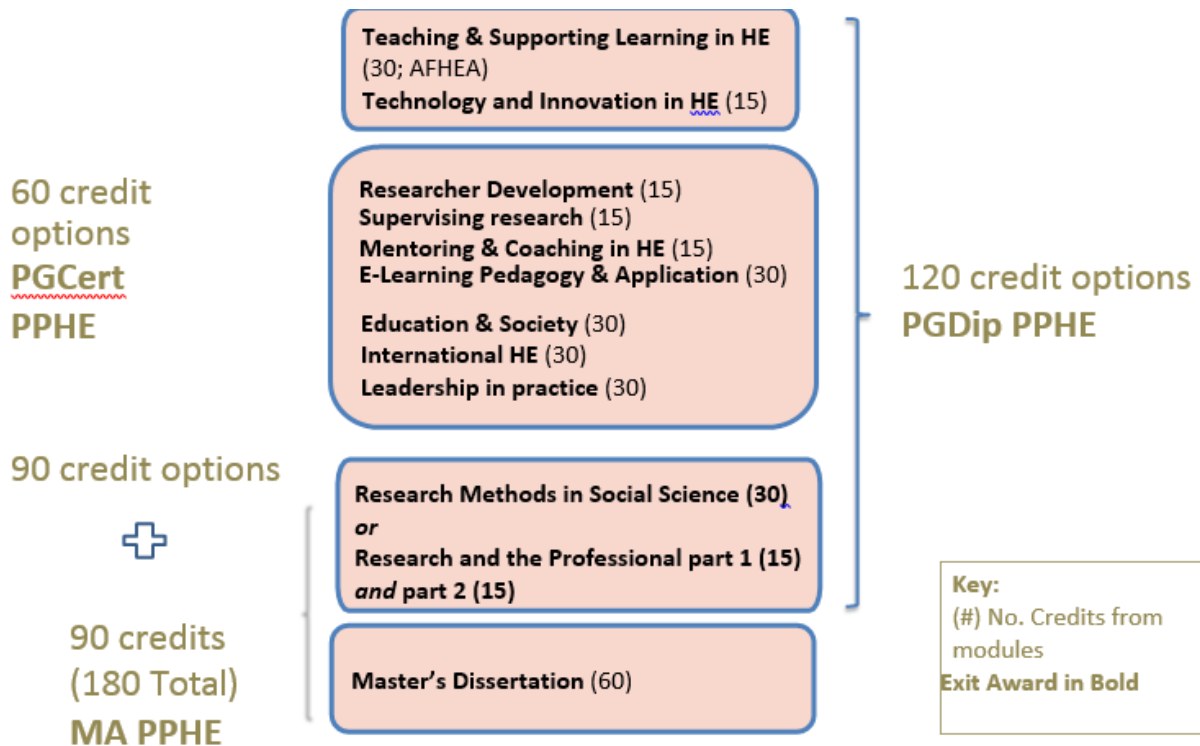 Teaching & Supporting Learning in HE
(30; AFHEA)
Technology and Innovation in HE (15)
60 credit
options
PGCert
PPHE
Researcher Development (15)
Supervising research (15)
Mentoring & Coaching in HE (15)
E-Learning Pedagogy & Application (30)
Education & Society (30)
International HE (30)
Leadership in practice (30)
120 credit options
PGDip PPHE
90 credit options
Research Methods in Social Science (30)
or
Research and the Professional part 1 (15)
and part 2 (15)
90 credits
(180 Total)
MA PPHE
Master's Dissertation (60)
Key:
(#) No. Credits from
modules
Exit Award in Bold